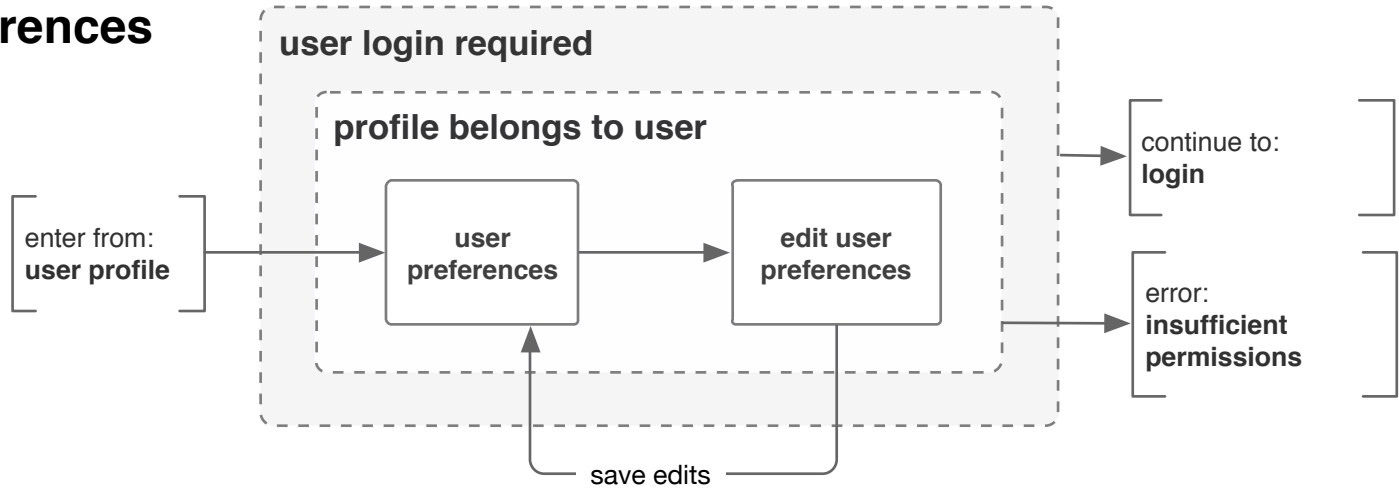 rences
user login required
profile belongs to user
enter from:
user profile
user
preferences
edit user
preferences
continue to:
login
error:
insufficient
permissions
save edits